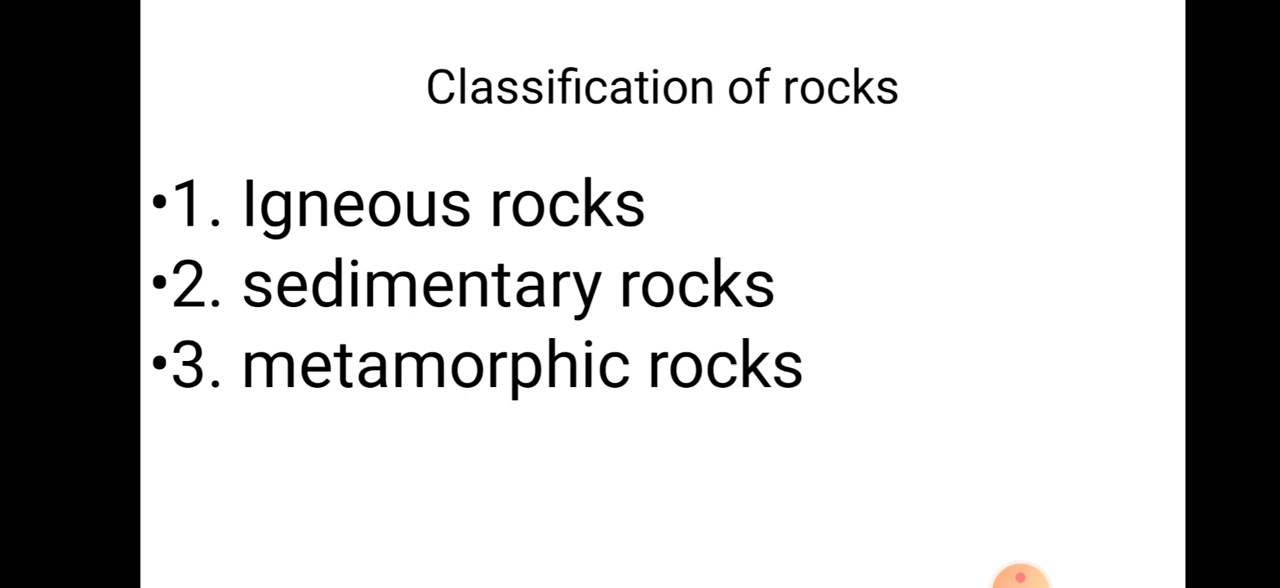 Classification of rocks
•1. Igneous rocks
•2. sedimentary rocks
•3. metamorphic rocks